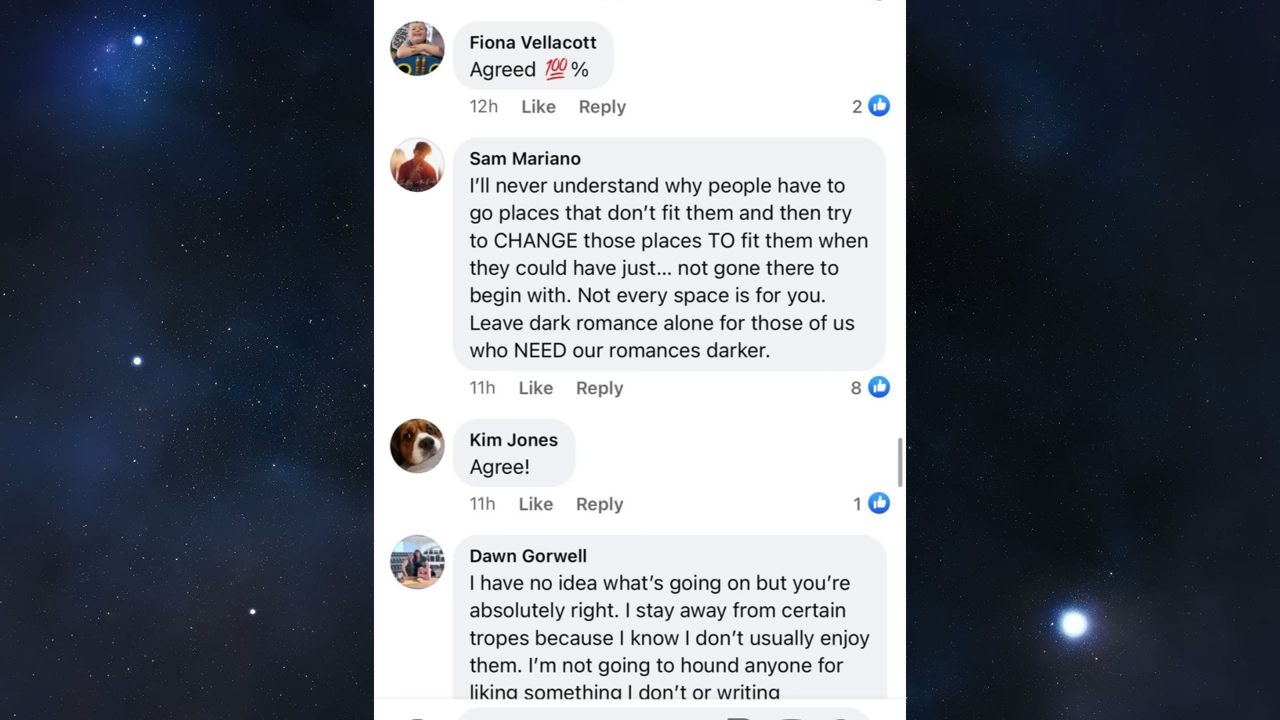 Fiona Vellacott
Agreed 💯%
12h Like Reply 2
Sam Mariano
I'll never understand why people have to
go places that don't fit them and then try
to CHANGE those places TO fit them when
they could have just... not gone there to
begin with. Not every space is for you.
Leave dark romance alone for those of us
who NEED our romances darker.
11h Like Reply 8
Kim Jones
Agree!
11h Like Reply 1
Dawn Gorwell
I have no idea what's going on but you're
absolutely right. I stay away from certain
tropes because I know I don't usually enjoy
them. I'm not going to hound anyone for
liking something I don't or writing